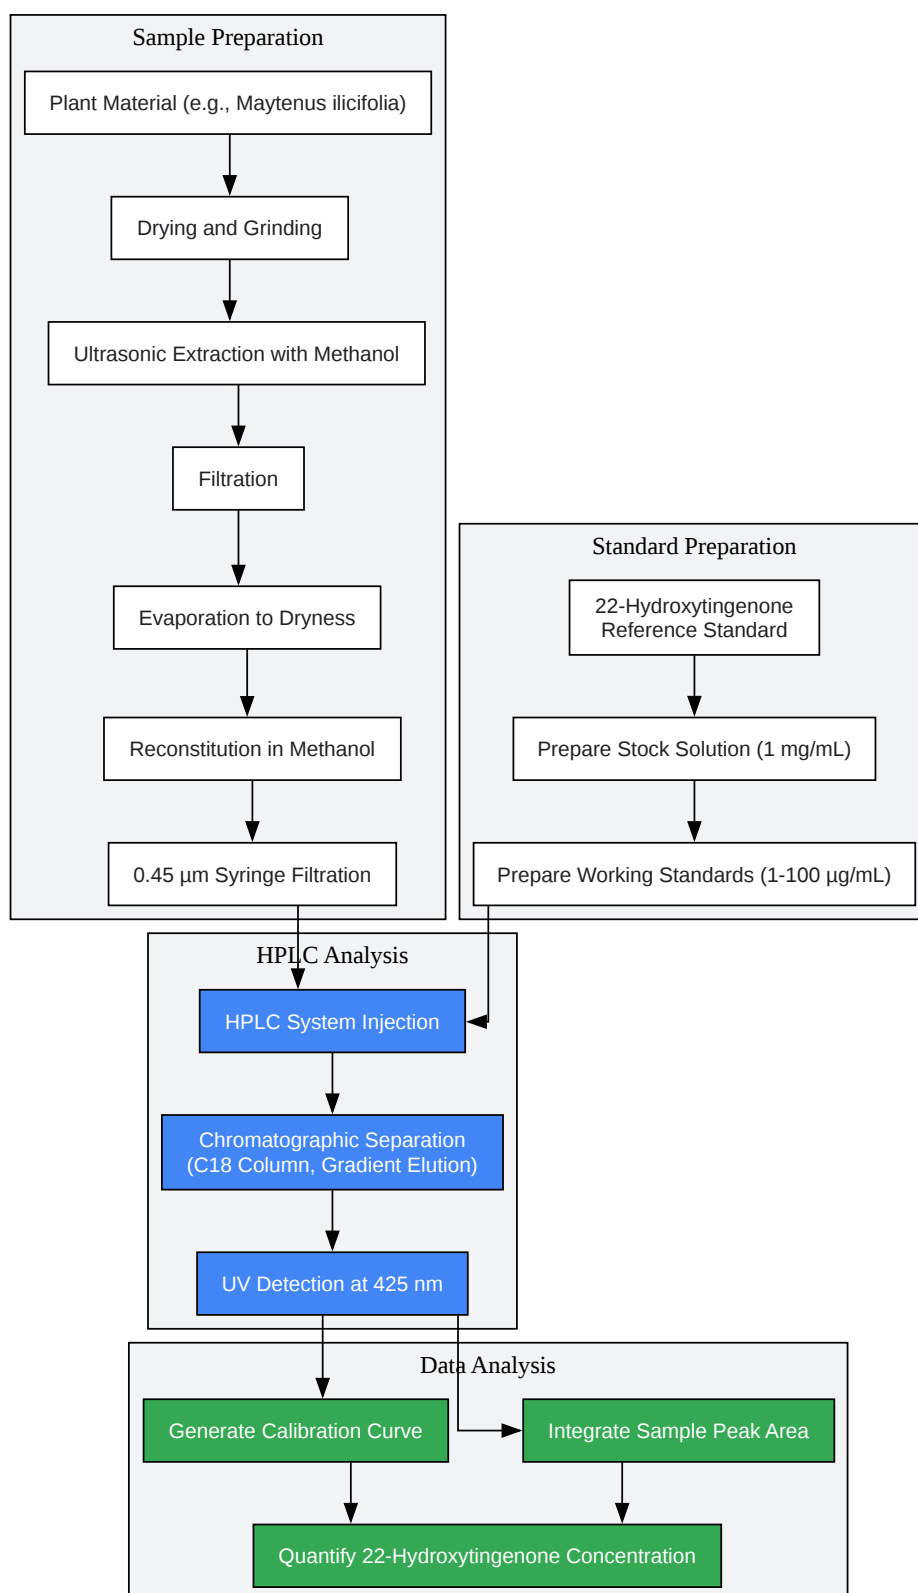 Sample Preparation
Plant Material (e.g., Maytenus ilicifolia)
Drying and Grinding
Ultrasonic Extraction with Methanol
Filtration
Evaporation to Dryness
Reconstitution in Methanol
0.45 µm Syringe Filtration
Standard Preparation
22-Hydroxytingenone
Reference Standard
Prepare Stock Solution (1 mg/mL)
Prepare Working Standards (1-100 µg/mL)
HPLC Analysis
HPLC System Injection
Chromatographic Separation
(C18 Column, Gradient Elution)
UV Detection at 425 nm
Data Analysis
Generate Calibration Curve
Integrate Sample Peak Area
Quantify 22-Hydroxytingenone Concentration